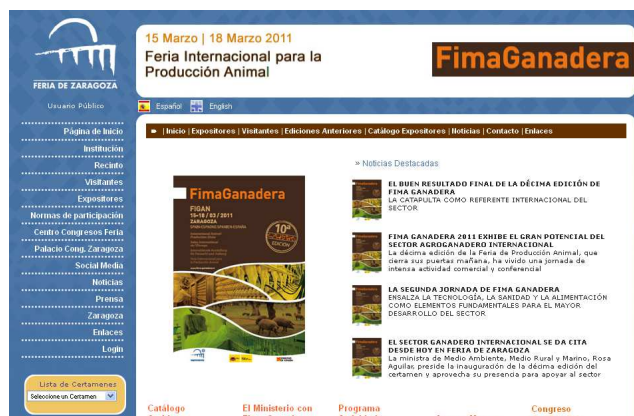 FERIA DE ZARAGOZA
Usuario Público
Página de Inicio
Institución
Recinto
Visitantes
Expositores
Normas de participación
Centro Congresos Feria
Palacio Cong. Zaragoza
Social Media
Noticias
Prensa
Zaragoza
Enlaces
Login
Lista de Certamenes
Seleccione un Certamen
15 Marzo | 18 Marzo 2011
Feria Internacional para la
Producción Animal
FimaGanadera
Español English
| Inicio | Expositores | Visitantes | Ediciones Anteriores | Catálogo Expositores | Noticias | Contacto | Enlaces
FimaGanadera
FIGAN
15-18 / 03 / 2011
ZARAGOZA
10ª
EDICIÓN
» Noticias Destacadas
EL BUEN RESULTADO FINAL DE LA DÉCIMA EDICIÓN DE
FIMA GANADERA
LA CATAPULTA COMO REFERENTE INTERNACIONAL DEL
SECTOR
FIMA GANADERA 2011 EXHIBE EL GRAN POTENCIAL DEL
SECTOR AGROGANADERO INTERNACIONAL
La décima edición de la Feria de Producción Animal, que
cierra sus puertas mañana, ha vivido una jornada de
intensa actividad comercial y conferencial
LA SEGUNDA JORNADA DE FIMA GANADERA
ENSALZA LA TECNOLOGÍA, LA SANIDAD Y LA ALIMENTACIÓN
COMO ELEMENTOS FUNDAMENTALES PARA EL MAYOR
DESARROLLO DEL SECTOR
EL SECTOR GANADERO INTERNACIONAL SE DA CITA
DESDE HOY EN FERIA DE ZARAGOZA
La ministra de Medio Ambiente, Medio Rural y Marino, Rosa
Aguilar, preside la inauguración de la décima edición del
certamen y aprovecha su presencia para apoyar al sector
Catálogo
El Ministerio con
Programa
Congreso